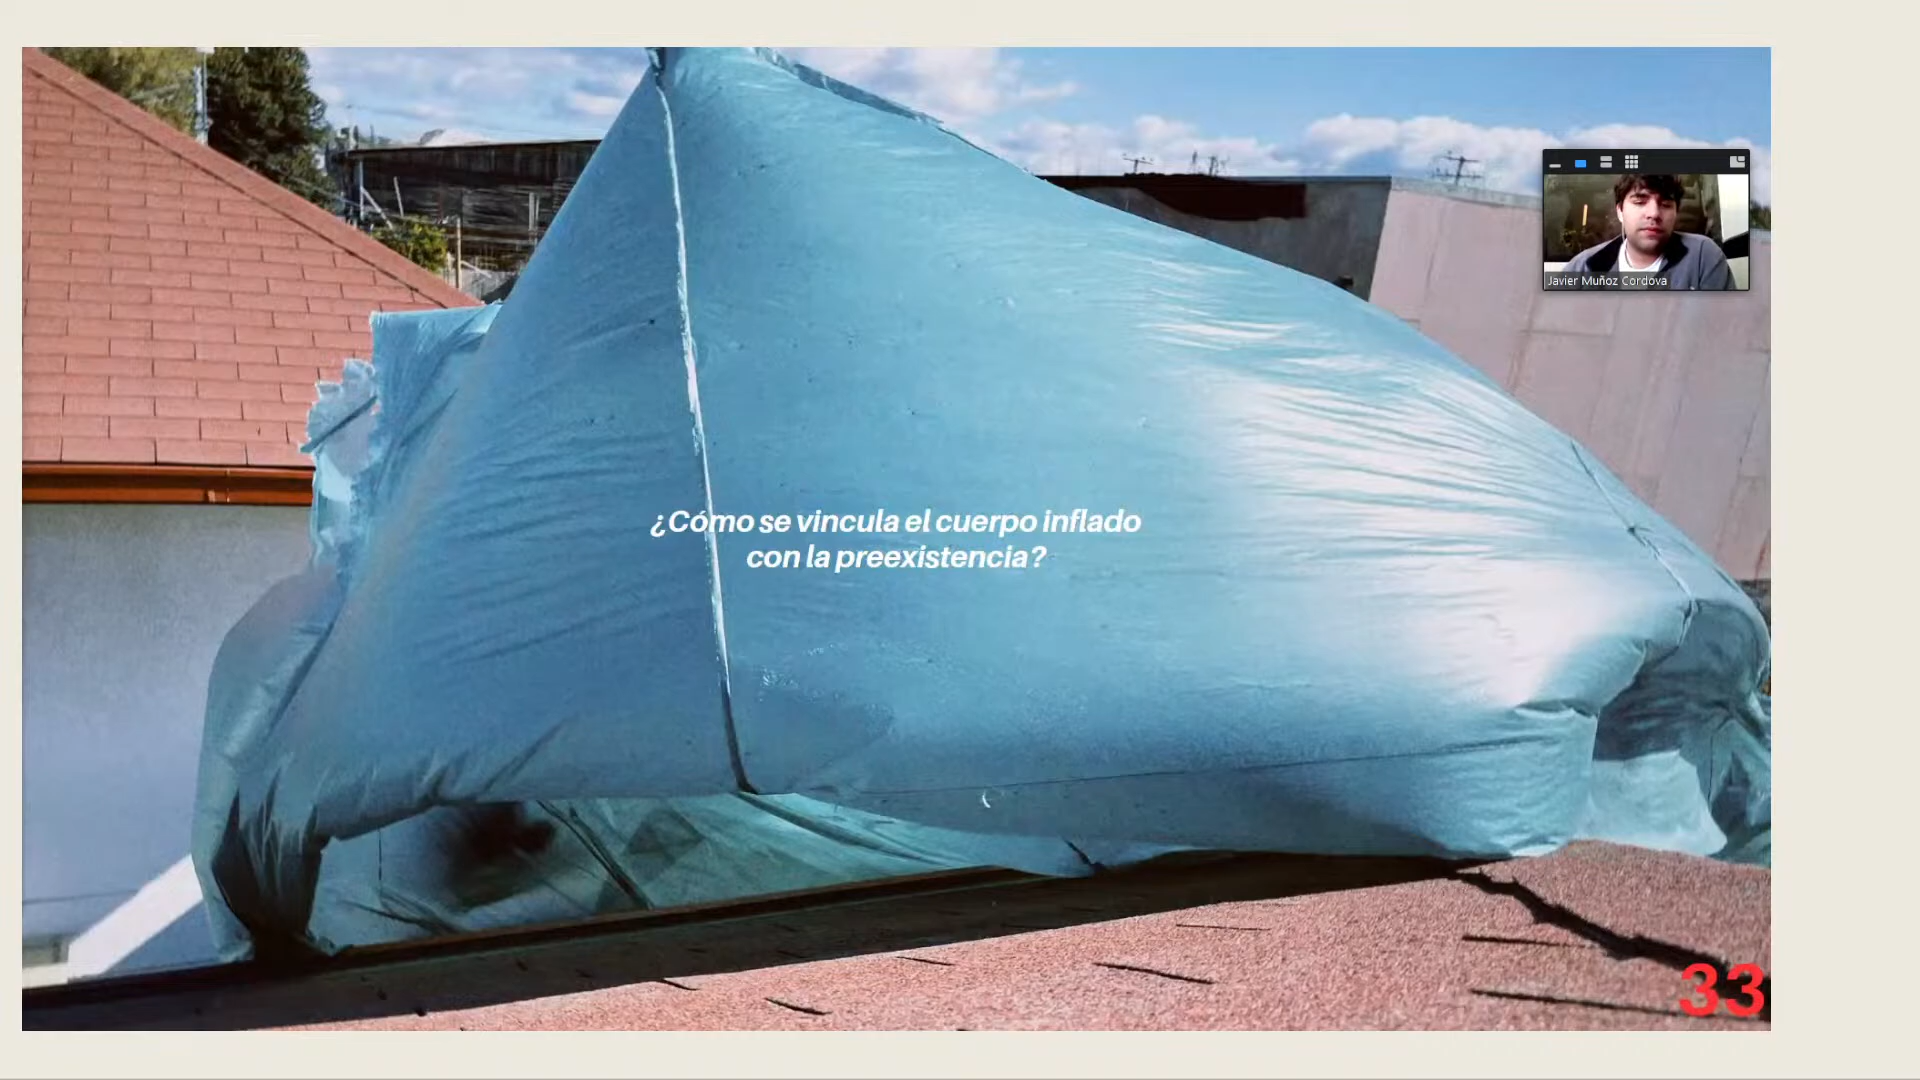 Javier Muñoz Cordova
¿Cómo se vincula el cuerpo inflado
con la preexistencia?
33